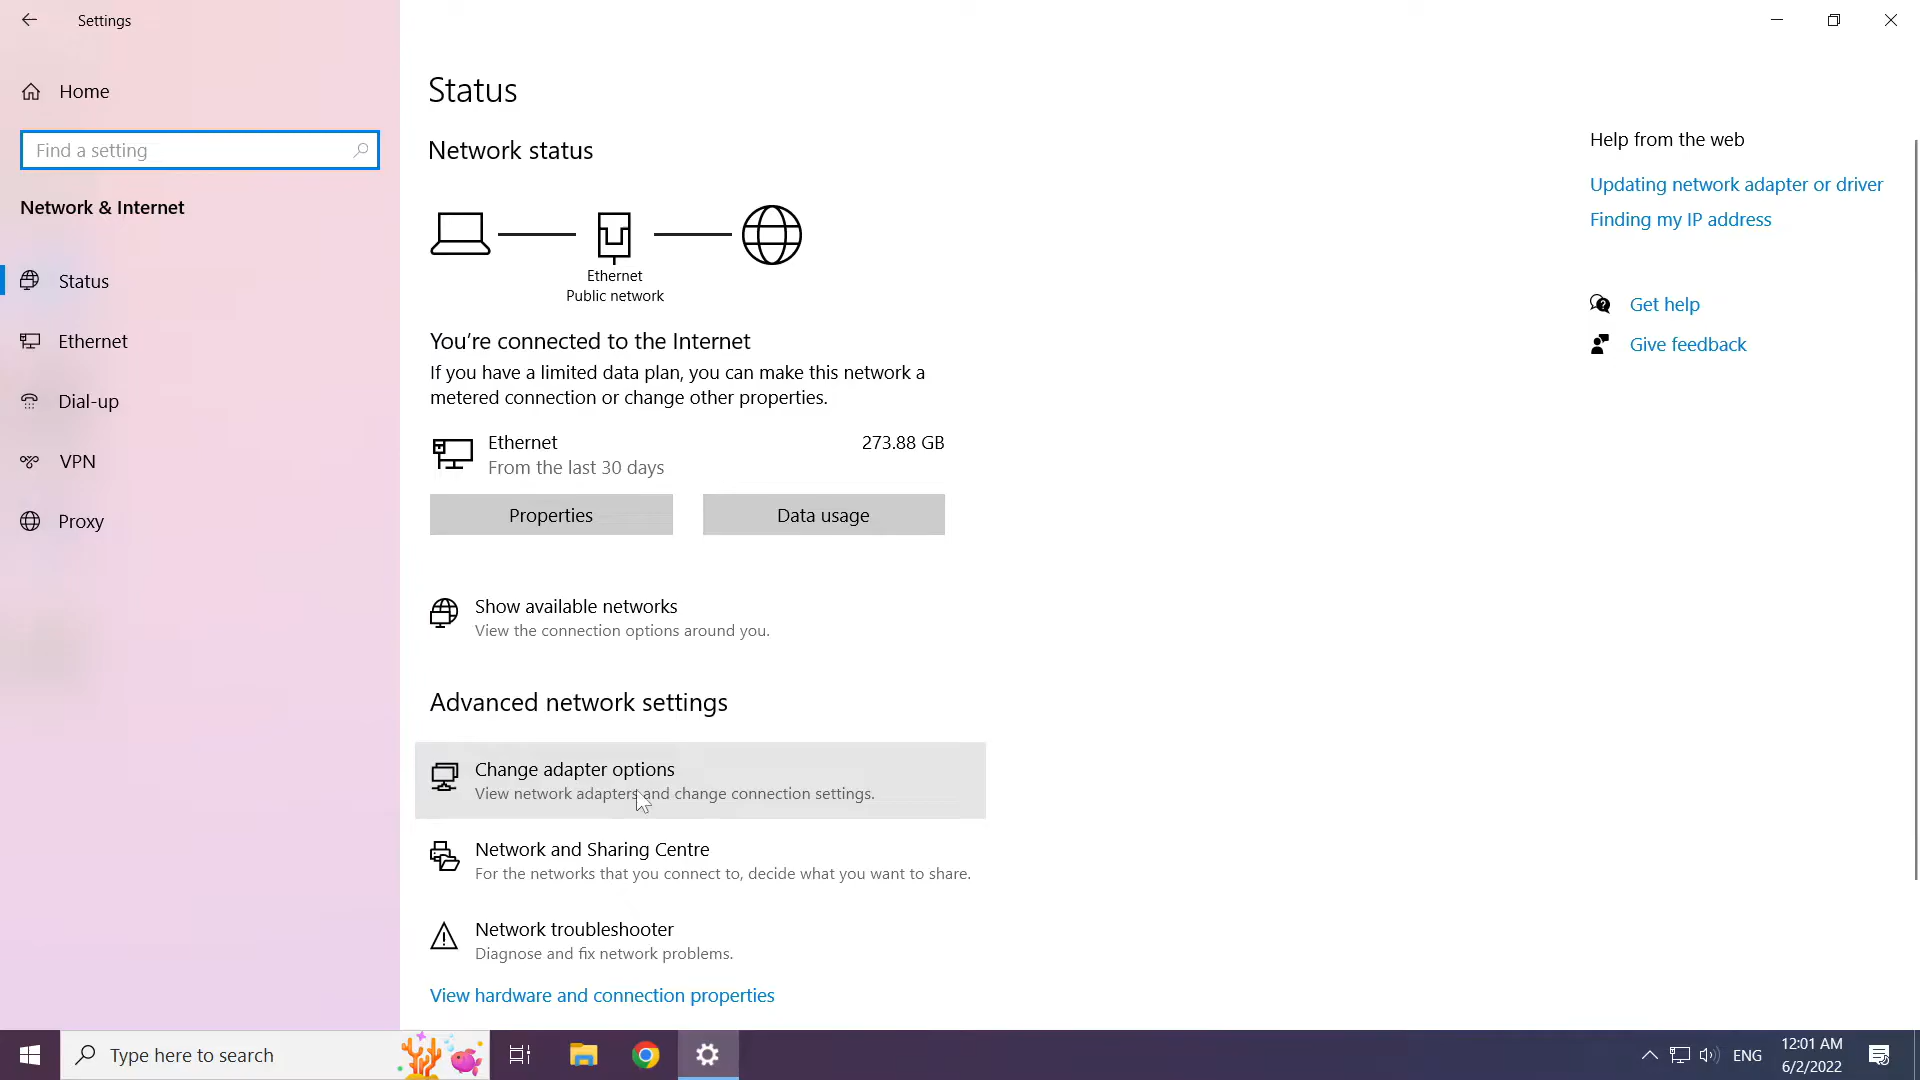 Settings
Home
Find a setting
Network & Internet
Status
Ethernet
Dial-up
VPN
Proxy
Status
Network status
Ethernet
Public network
You're connected to the Internet
If you have a limited data plan, you can make this network a
metered connection or change other properties.
Ethernet 273.88 GB
From the last 30 days
Properties Data usage
Show available networks
View the connection options around you.
Advanced network settings
Change adapter options
View network adapters and change connection settings.
Network and Sharing Centre
For the networks that you connect to, decide what you want to share.
Network troubleshooter
Diagnose and fix network problems.
View hardware and connection properties
Help from the web
Updating network adapter or driver
Finding my IP address
Get help
Give feedback
Type here to search
ENG
12:01 AM
6/2/2022